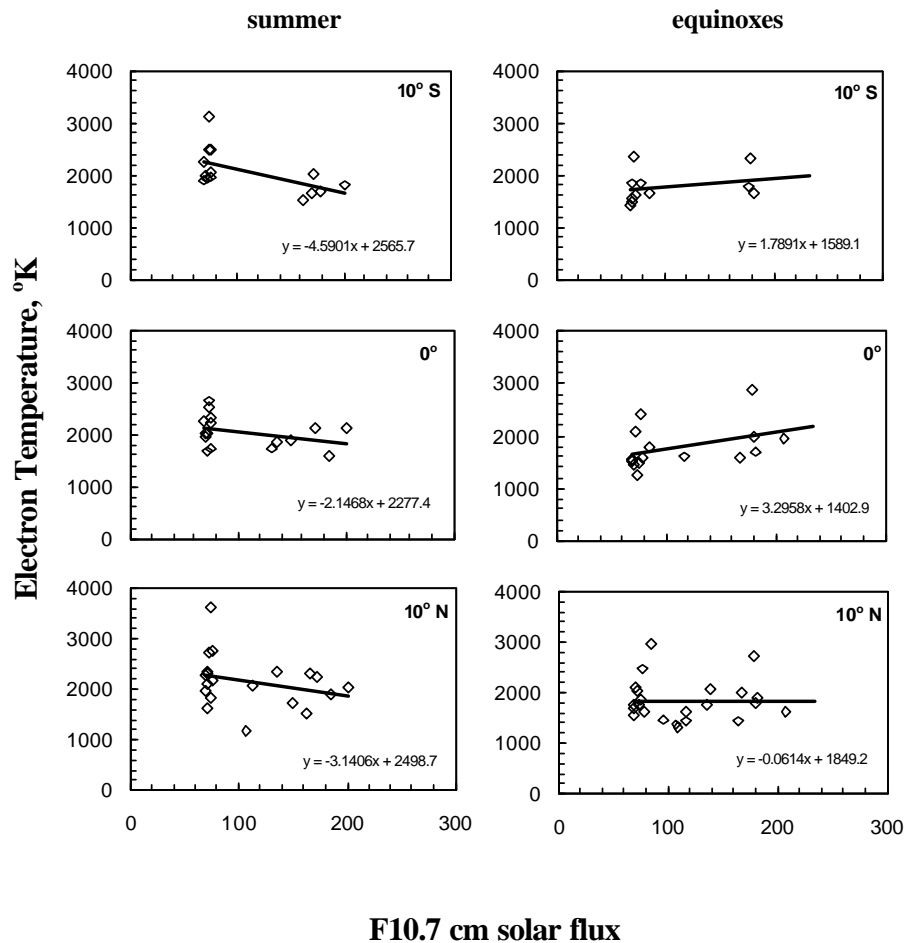 summer equinoxes
4000 10° S 4000 10° S
3000 3000
2000 2000
1000 y = -4.5901x + 2565.7 1000 y = 1.7891x + 1589.1
0 0
4000 0° 4000 0°
3000 3000
2000 2000
1000 y = -2.1468x + 2277.4 1000 y = 3.2958x + 1402.9
0 0
4000 10° N 4000 10° N
3000 3000
2000 2000
1000 y = -3.1406x + 2498.7 1000 y = -0.0614x + 1849.2
0 0
0 100 200 0 100 200 300
Electron Temperature, °K
F10.7 cm solar flux